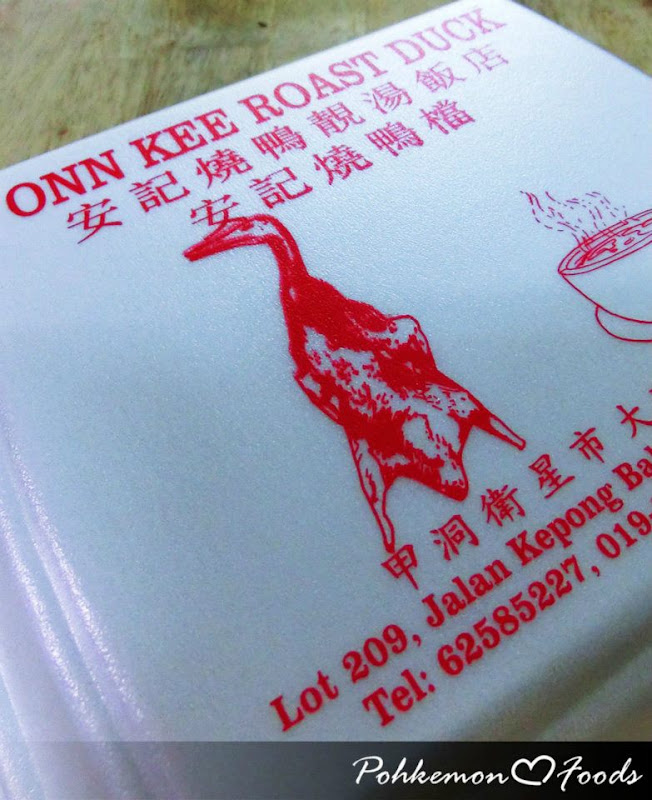 ONN KEE ROAST DUCK
安記燒鴨靚湯飯店
安記燒鴨檔
甲洞衛星市大
Lot 209, Jalan Kepong
Tel: 62585227, 019-
Pohkemon♡Foods